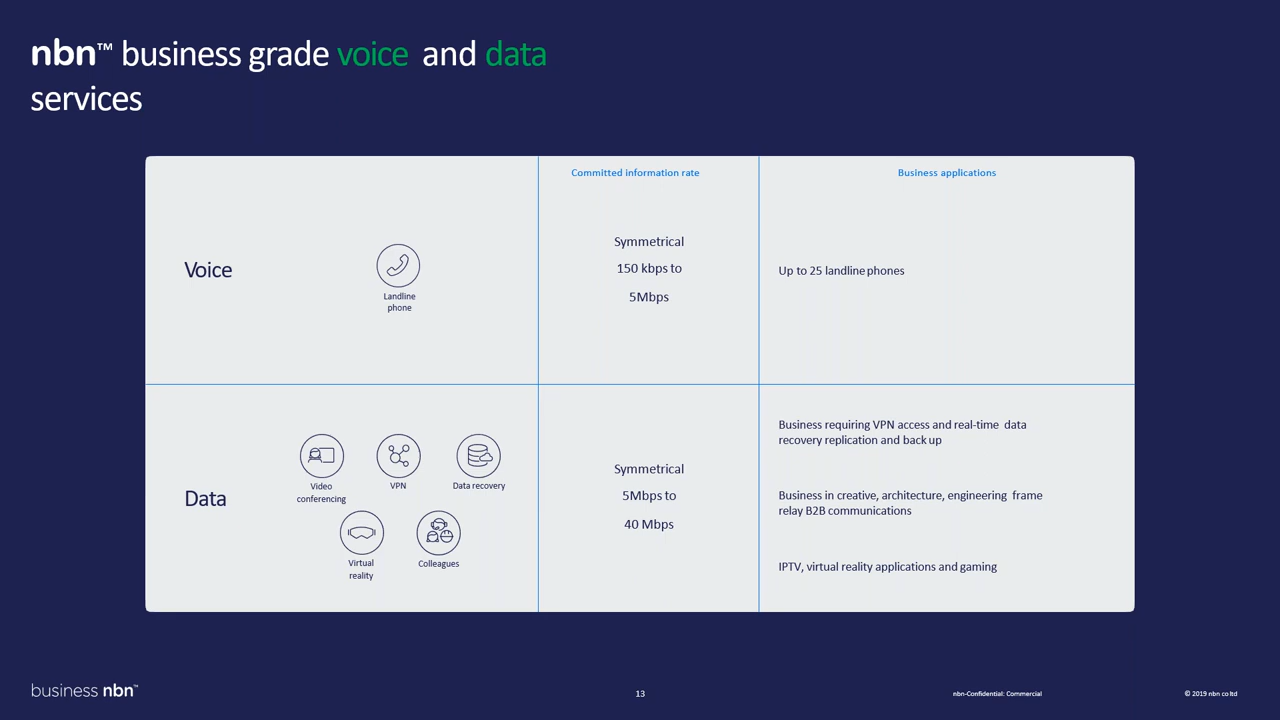 nbn™ business grade voice and data
services
Committed information rate
Business applications
Voice
Landline
phone
Symmetrical
150 kbps to
5Mbps
Up to 25 landline phones
Data
Video
conferencing
VPN
Data recovery
Virtual
reality
Colleagues
Symmetrical
5Mbps to
40 Mbps
Business requiring VPN access and real-time data
recovery replication and back up
Business in creative, architecture, engineering frame
relay B2B communications
IPTV, virtual reality applications and gaming
business nbn™
13
nbn-Confidential: Commercial
© 2019 nbn co ltd